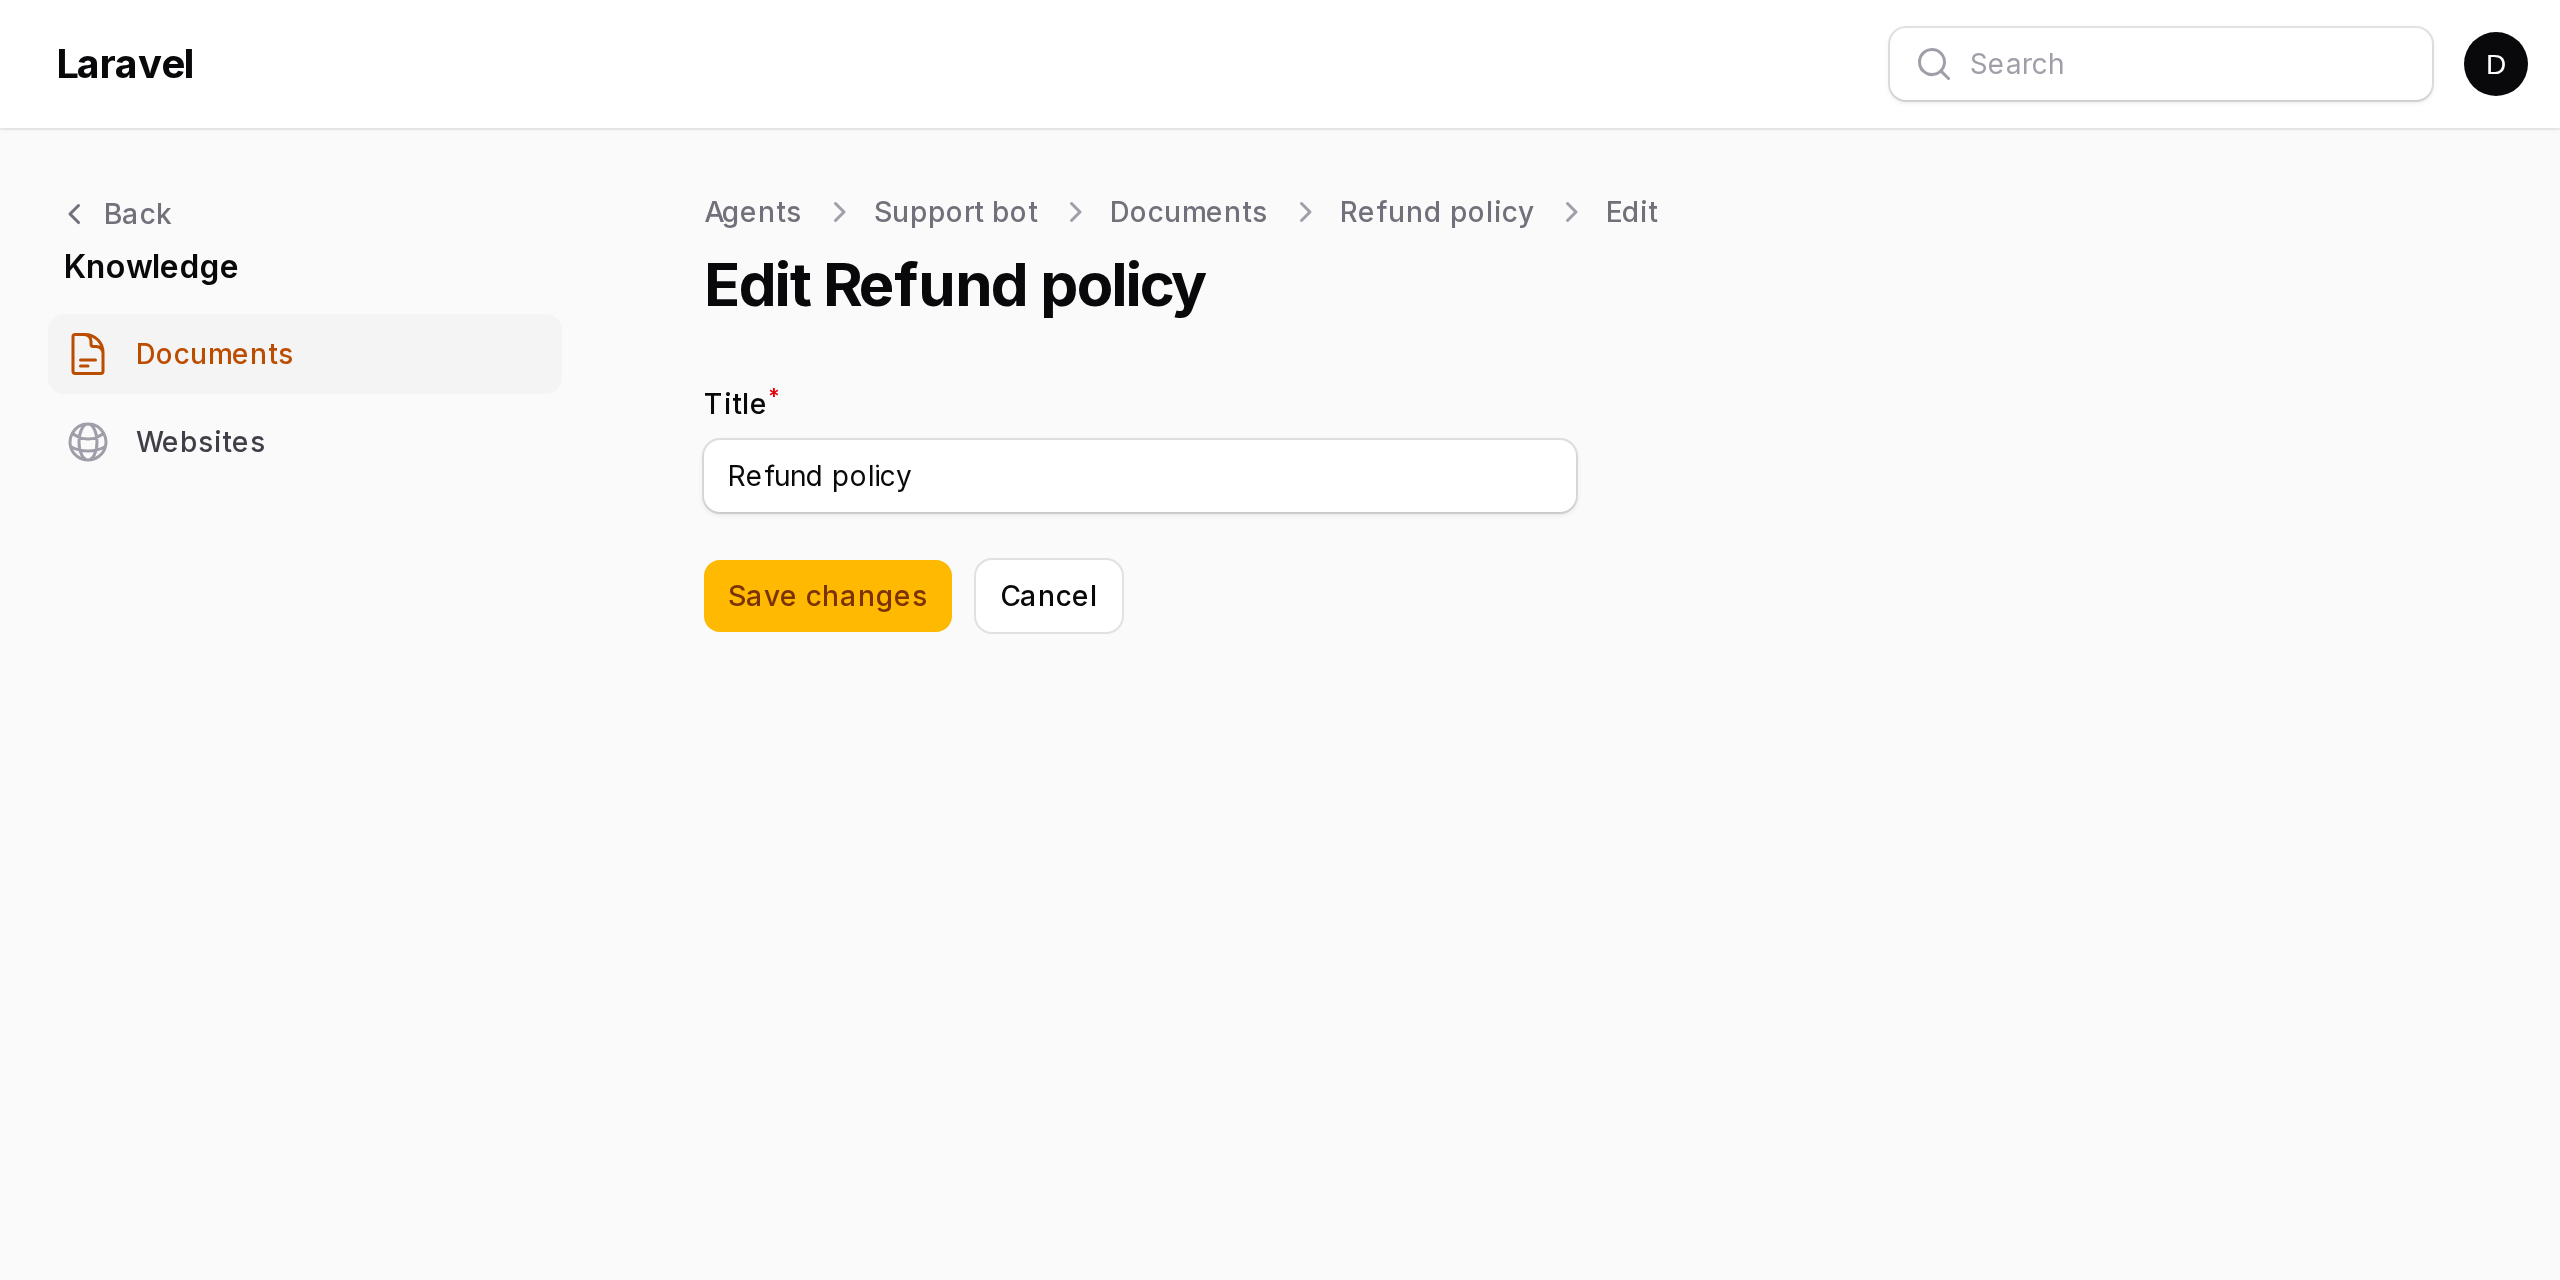 Laravel
Search
D
Back
Knowledge
Documents
Websites
Agents > Support bot > Documents > Refund policy > Edit
Edit Refund policy
Title*
Refund policy
Save changes
Cancel